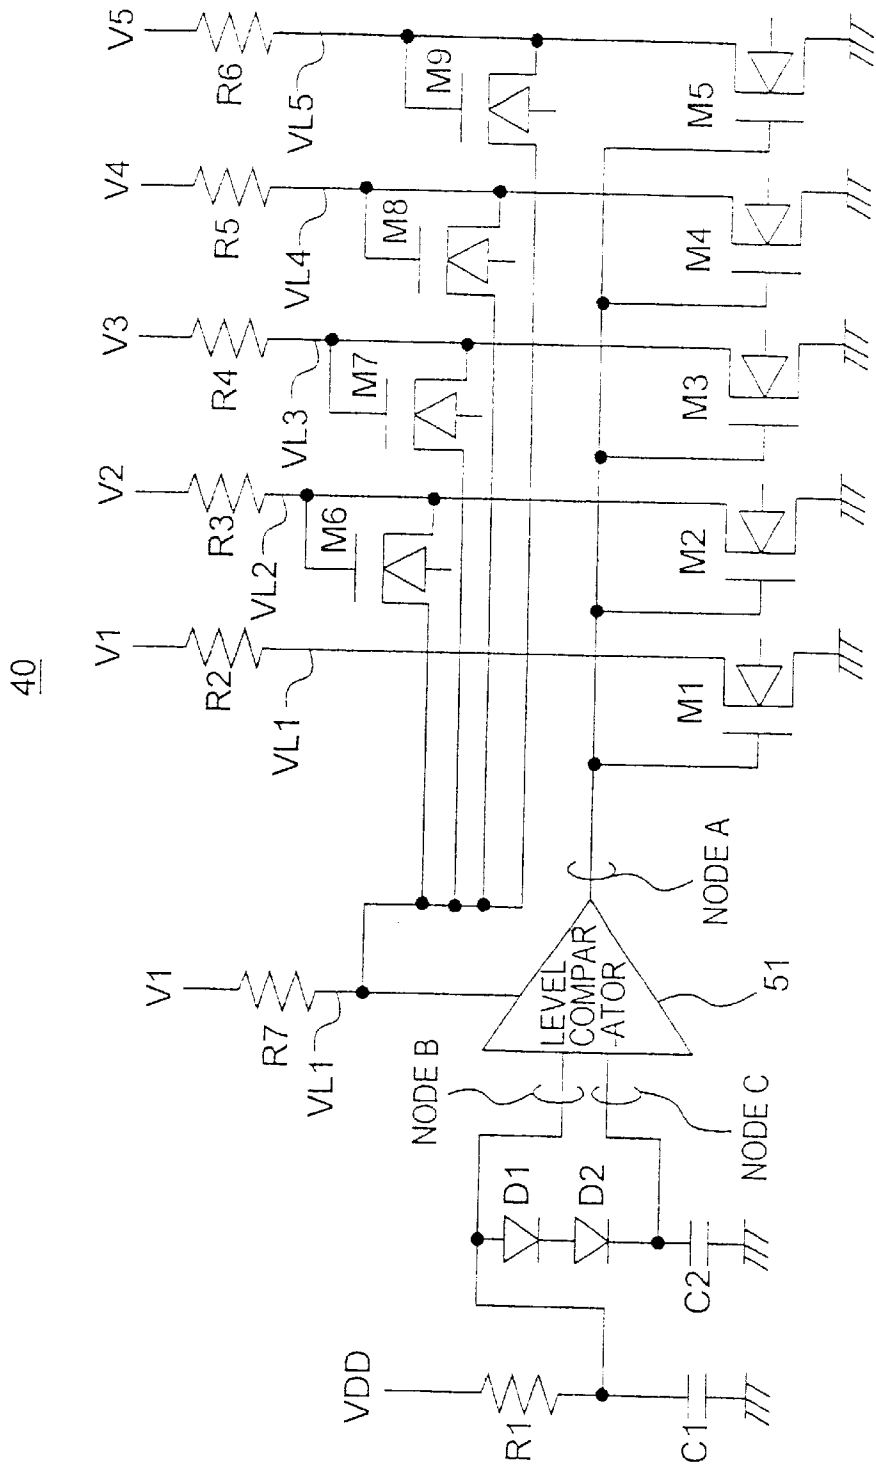 40
V1
V2
V3
V4
V5
R2
R3
R4
R5
R6
VL1
VL2
VL3
VL4
VL5
M6
M7
M8
M9
V1
R7
VL1
LEVEL
COMPAR
ATOR
51
NODE A
NODE B
NODE C
M1
M2
M3
M4
M5
VDD
R1
C1
D1
D2
C2